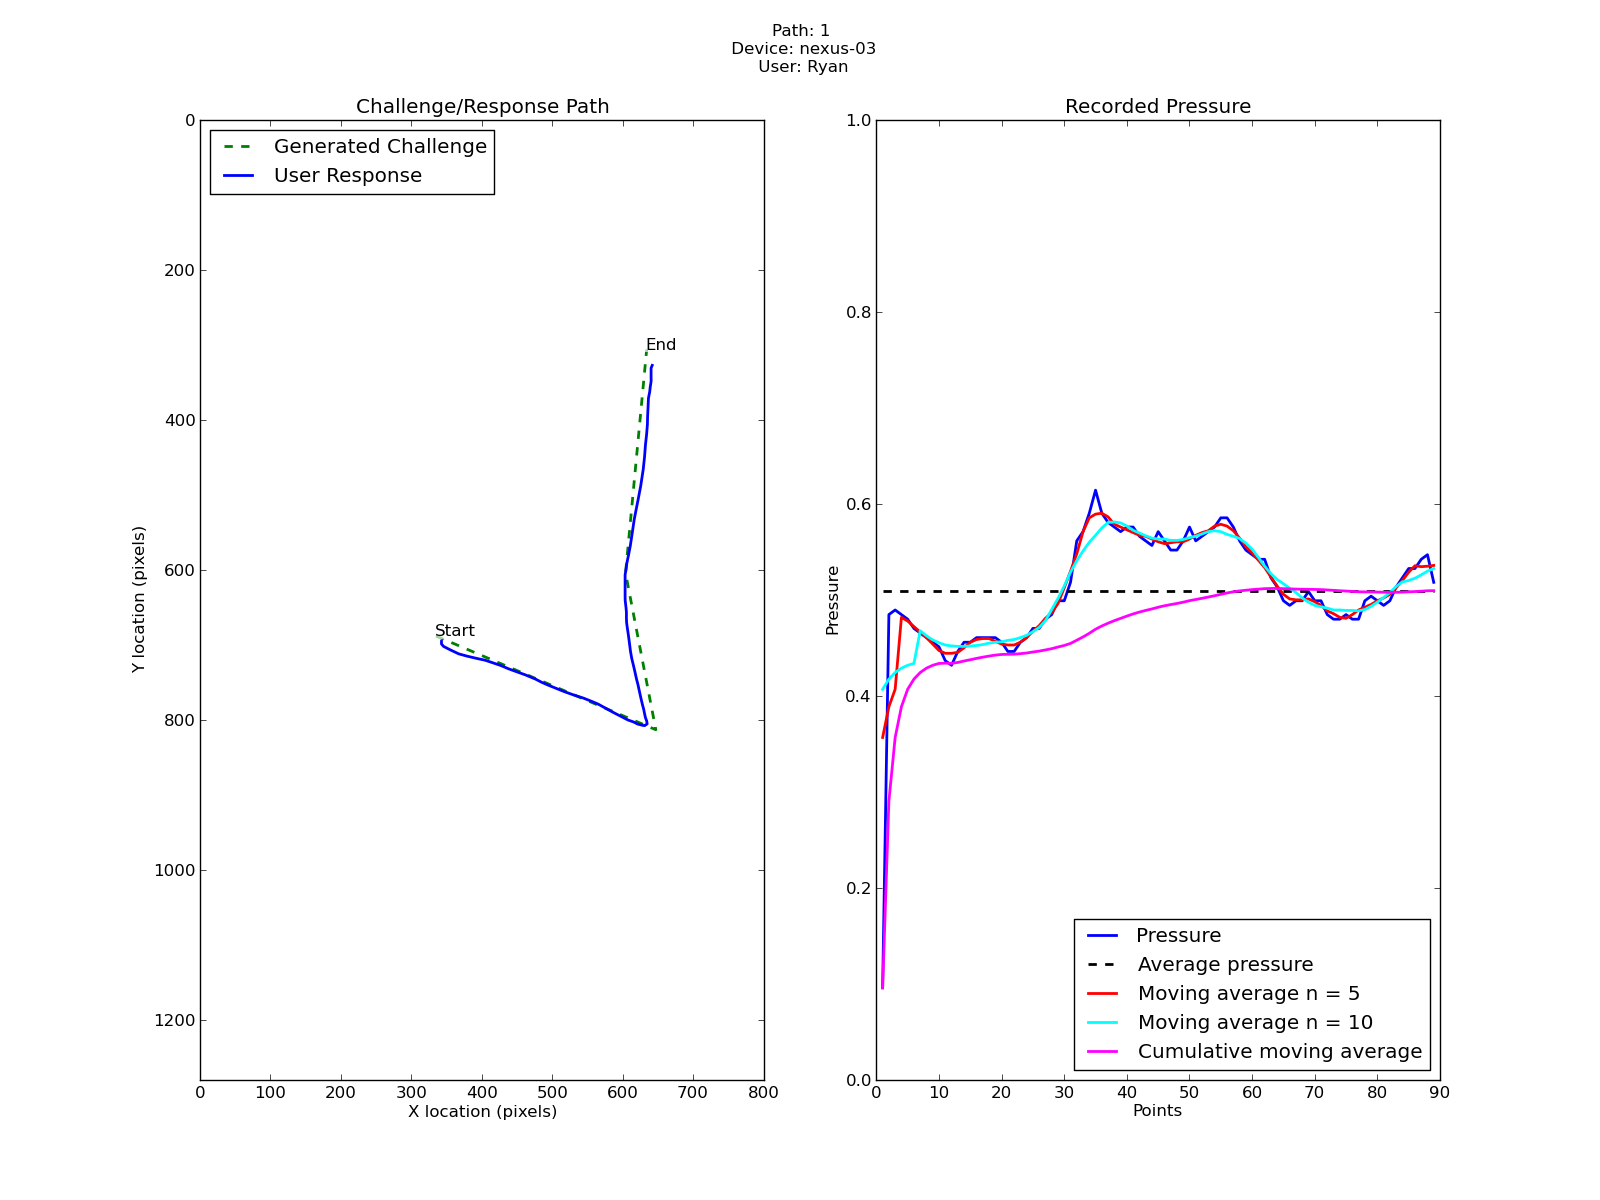 Path: 1
Device: nexus-03
User: Ryan
Challenge/Response Path
Generated Challenge
User Response
0
200
400
600
800
1000
1200
Y location (pixels)
Start
End
0 100 200 300 400 500 600 700 800
X location (pixels)
Recorded Pressure
1.0
0.8
0.6
0.4
0.2
0.0
Pressure
Pressure
Average pressure
Moving average n = 5
Moving average n = 10
Cumulative moving average
0 10 20 30 40 50 60 70 80 90
Points